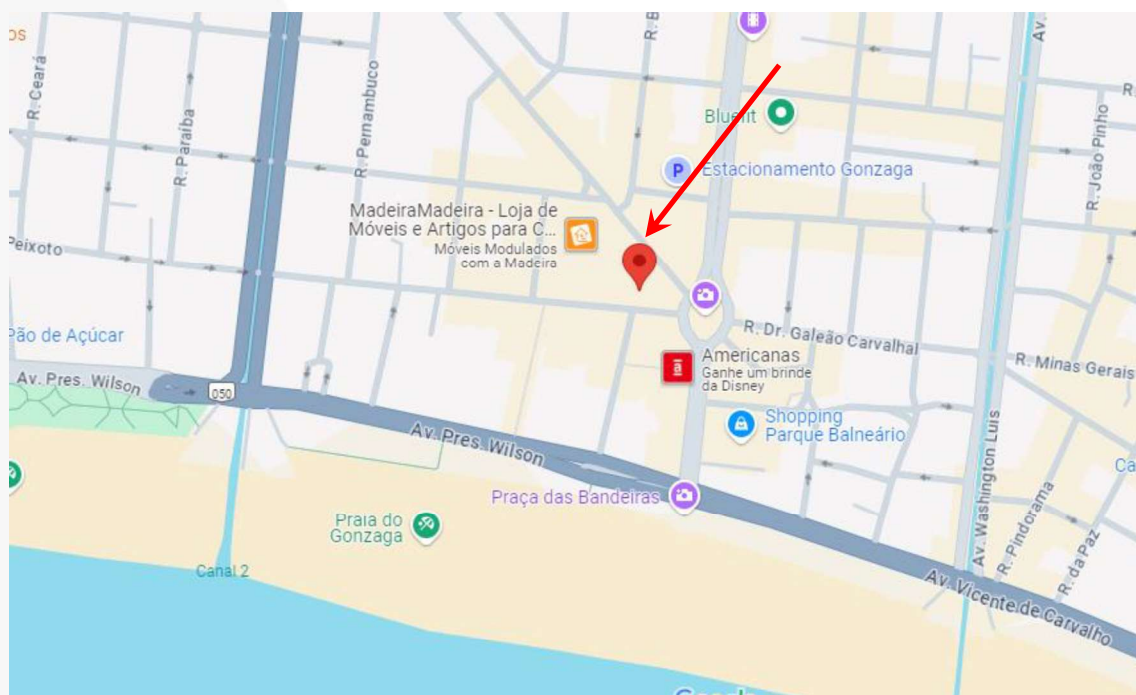 os
Av.
R. B
R. Ceará
R. Paraíba
R. Pernambuco
R.
R. João Pinho
Bluefit
P
Estacionamento Gonzaga
MadeiraMadeira - Loja de
Móveis e Artigos para C...
Móveis Modulados
com a Madeira
Peixoto
Pão de Açúcar
R. Dr. Galeão Carvalhal
Americanas
Ganhe um brinde
da Disney
R. Minas Gerais
Av. Pres. Wilson
050
Shopping
Parque Balneário
Av. Pres. Wilson
Av. Washington Luis
Ca
Praça das Bandeiras
R. Pindorama
R. da Paz
Praia do
Gonzaga
Canal 2
Av. Vicente de Carvalho